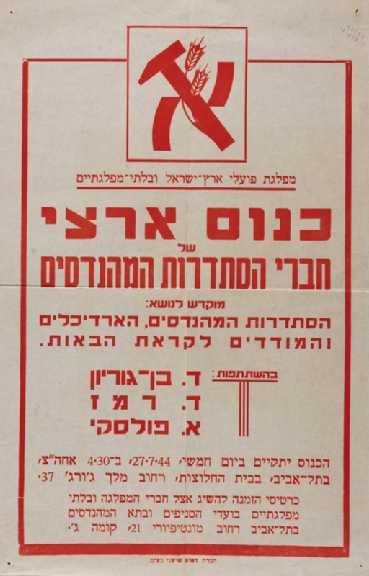 א
מפלגת פועלי ארץ־ישראל ובלתי־מפלגתיים
כנוס ארצי
של
חברי הסתדרות המהנדסים
מוקדש לנושא:
הסתדרות המהנדסים, הארדיכלים
והמודדים לקראת הבאות.
בהשתתפות:
ד. בן־גוריון
ד. רמז
א. פולסקי
הכנוס יתקיים ביום חמשי, 27.7.44, ב־4.30 אחה"צ,
בתל־אביב, בבית החלוצות, רחוב מלך ג'ורג' 37.
כרטיסי הזמנה להשיג אצל חברי המפלגה ובלתי
מפלגתיים בועדי הסניפים ובתא המהנדסים
בתל־אביב רחוב מונטיפיורי 21, קומה ג'.